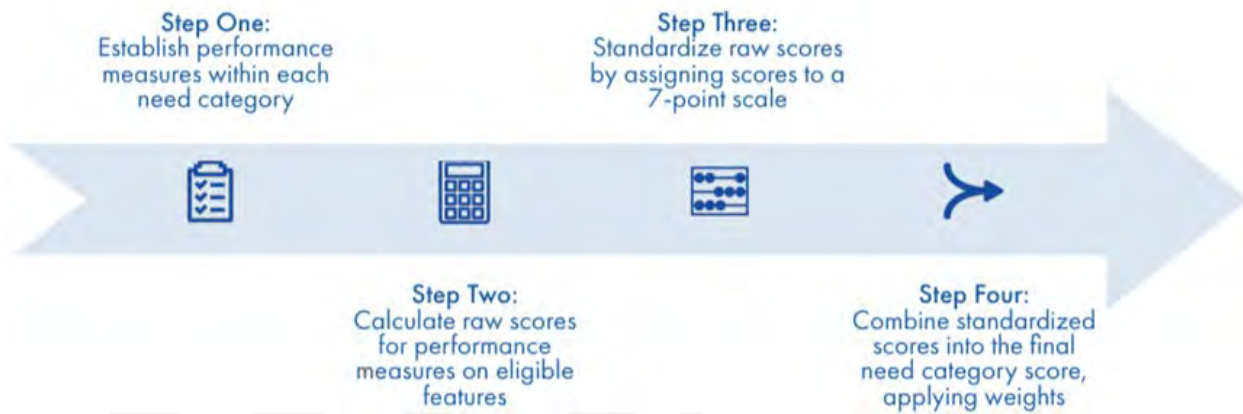 Step One:
Establish performance
measures within each
need category
Step Two:
Calculate raw scores
for performance
measures on eligible
features
Step Three:
Standardize raw scores
by assigning scores to a
7-point scale
Step Four:
Combine standardized
scores into the final
need category score,
applying weights